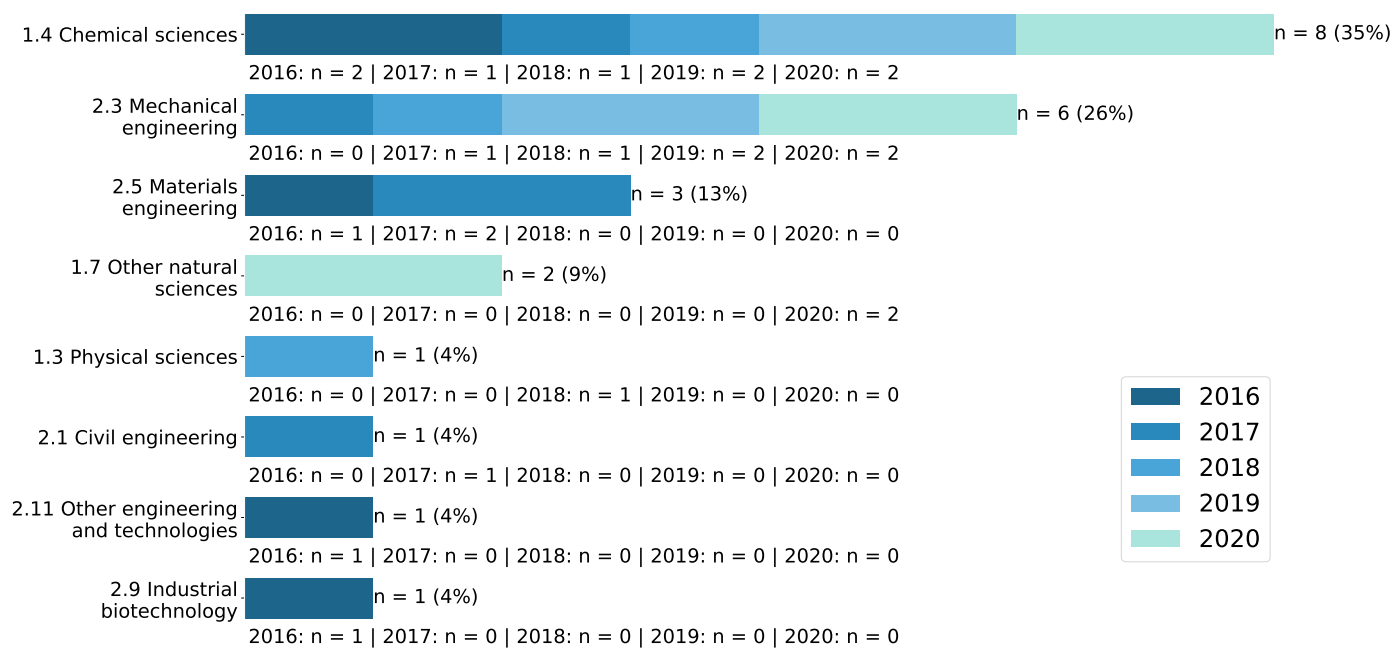 1.4 Chemical sciences
n = 8 (35%)
2016: n = 2 | 2017: n = 1 | 2018: n = 1 | 2019: n = 2 | 2020: n = 2
2.3 Mechanical
engineering
n = 6 (26%)
2016: n = 0 | 2017: n = 1 | 2018: n = 1 | 2019: n = 2 | 2020: n = 2
2.5 Materials
engineering
n = 3 (13%)
2016: n = 1 | 2017: n = 2 | 2018: n = 0 | 2019: n = 0 | 2020: n = 0
1.7 Other natural
sciences
n = 2 (9%)
2016: n = 0 | 2017: n = 0 | 2018: n = 0 | 2019: n = 0 | 2020: n = 2
1.3 Physical sciences
n = 1 (4%)
2016: n = 0 | 2017: n = 0 | 2018: n = 1 | 2019: n = 0 | 2020: n = 0
2.1 Civil engineering
n = 1 (4%)
2016: n = 0 | 2017: n = 1 | 2018: n = 0 | 2019: n = 0 | 2020: n = 0
2.11 Other engineering
and technologies
n = 1 (4%)
2016: n = 1 | 2017: n = 0 | 2018: n = 0 | 2019: n = 0 | 2020: n = 0
2.9 Industrial
biotechnology
n = 1 (4%)
2016: n = 1 | 2017: n = 0 | 2018: n = 0 | 2019: n = 0 | 2020: n = 0
2016
2017
2018
2019
2020